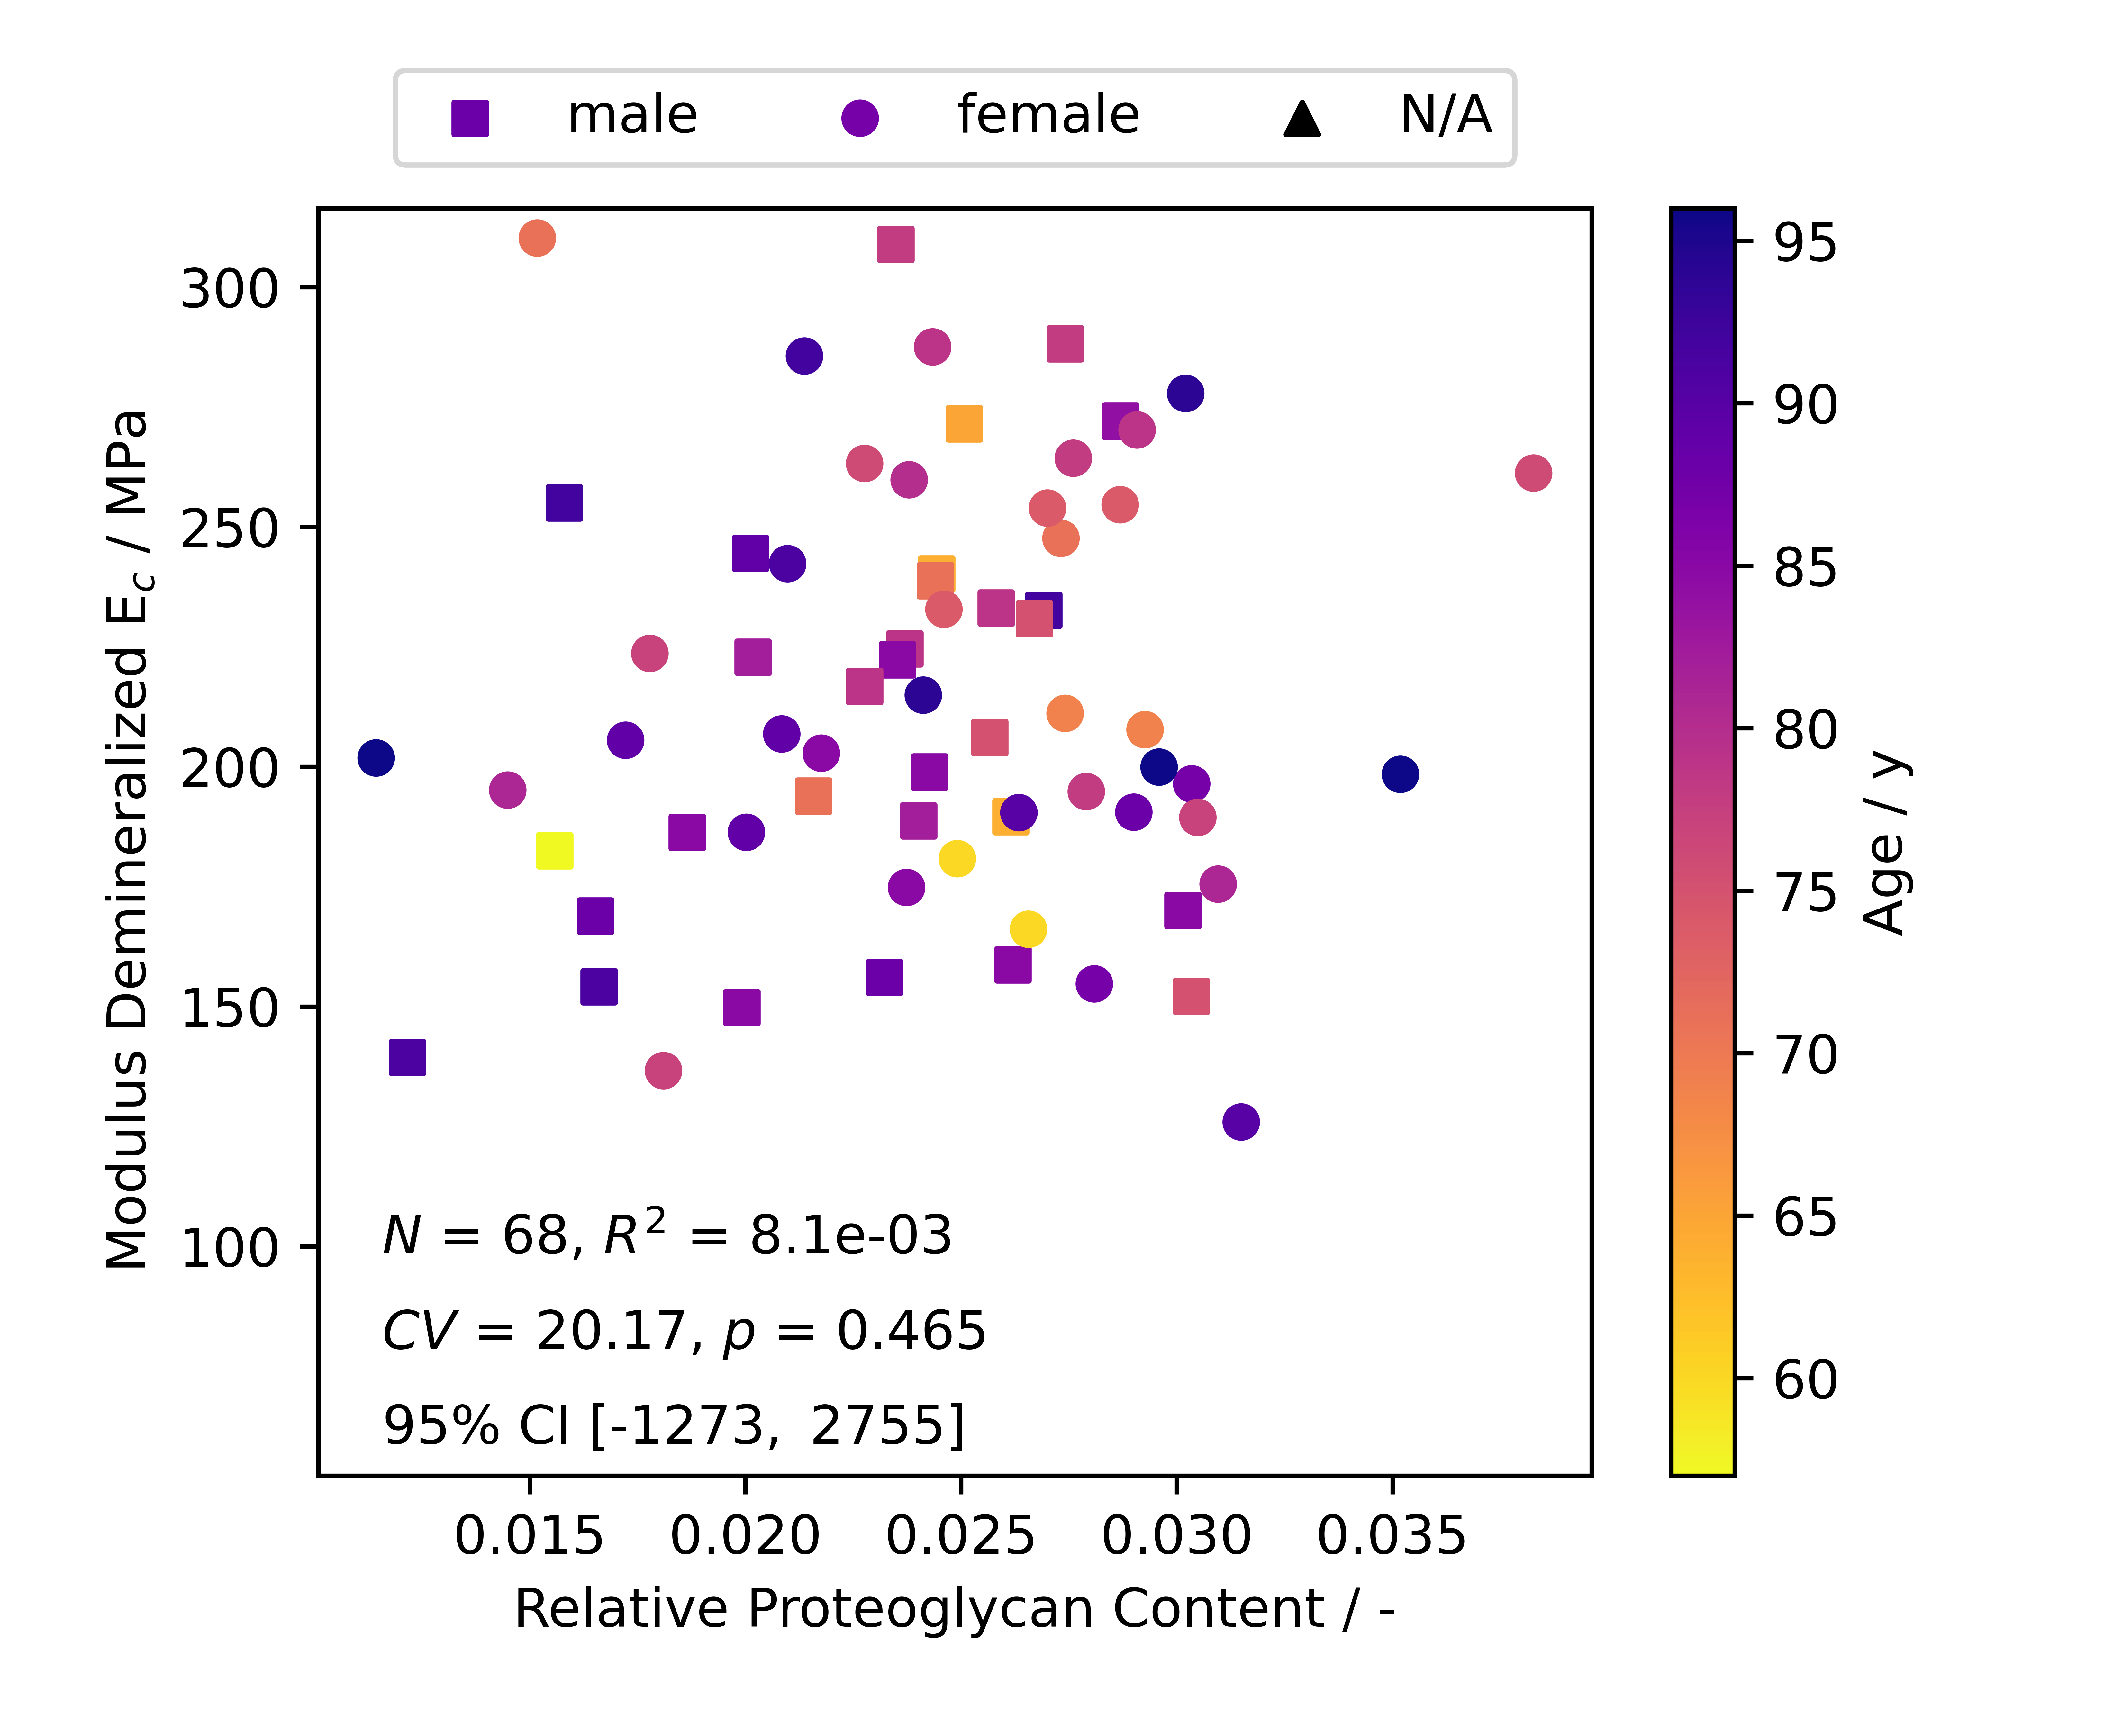 male female N/A
300
250
200
150
100
Modulus Demineralized E_c / MPa
N = 68, R² = 8.1e-03
CV = 20.17, p = 0.465
95% CI [-1273, 2755]
0.015 0.020 0.025 0.030 0.035
Relative Proteoglycan Content / -
95
90
85
80
75
70
65
60
Age / y